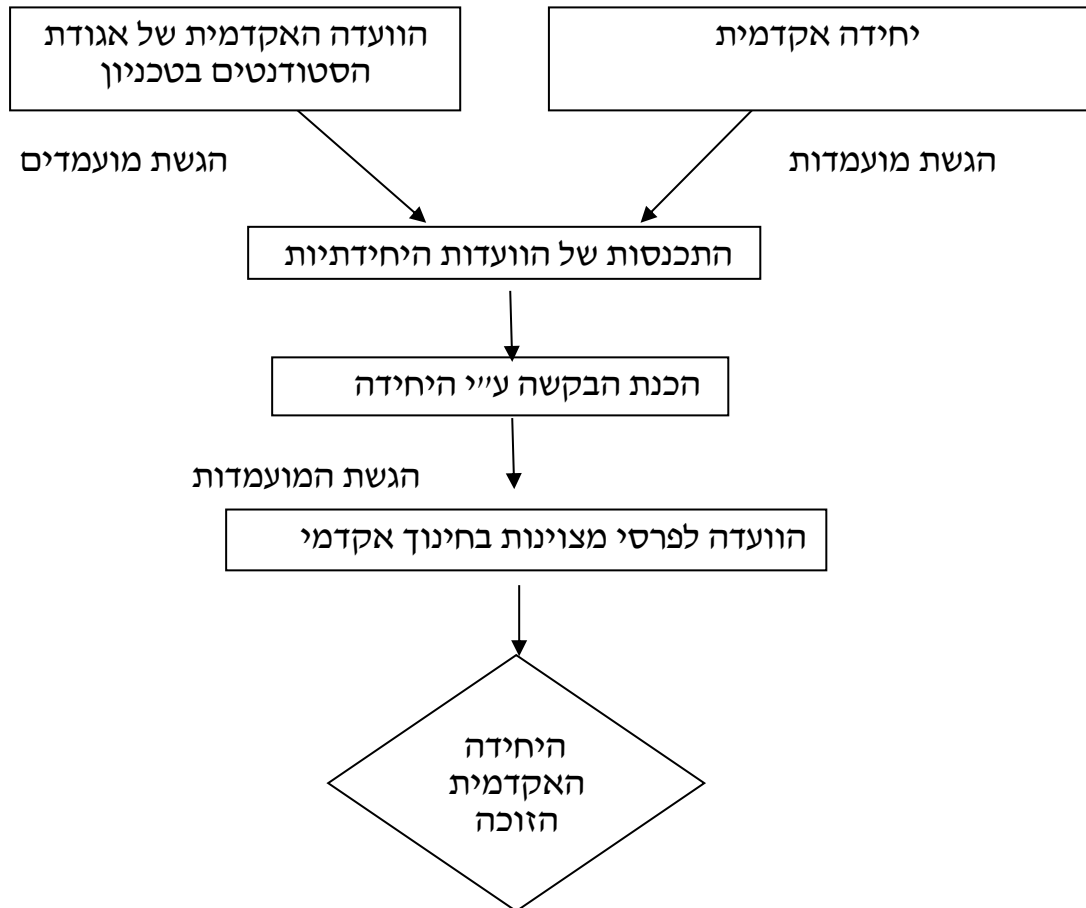 יחידה אקדמית
הוועדה האקדמית של אגודת
הסטודנטים בטכניון
הגשת מועמדות
הגשת מועמדים
התכנסות של הוועדות היחידתיות
הכנת הבקשה ע״י היחידה
הגשת המועמדות
הוועדה לפרסי מצוינות בחינוך אקדמי
היחידה
האקדמית
הזוכה